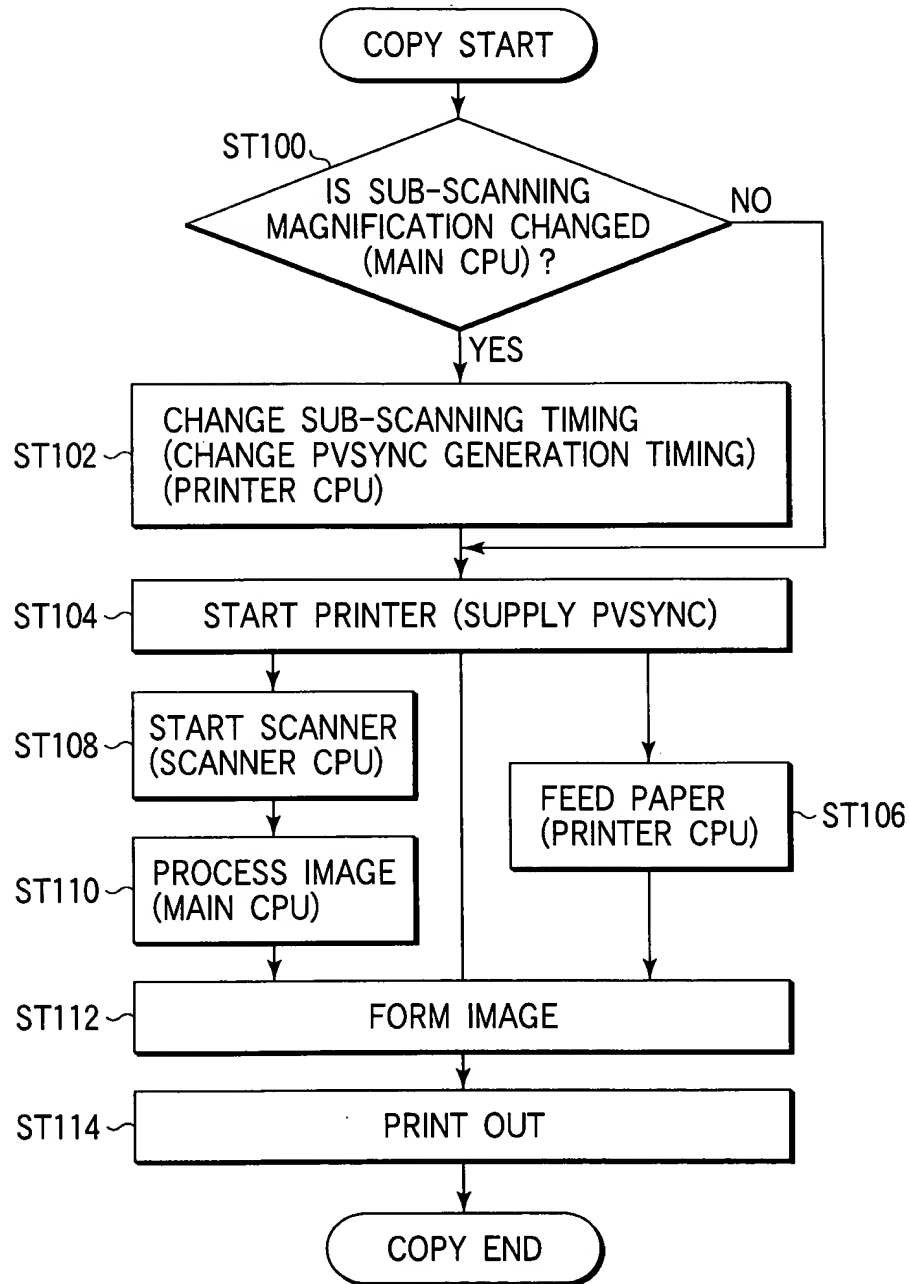 COPY START
ST100
IS SUB-SCANNING
MAGNIFICATION CHANGED
(MAIN CPU)?
NO
YES
ST102
CHANGE SUB-SCANNING TIMING
(CHANGE PVSYNC GENERATION TIMING)
(PRINTER CPU)
ST104
START PRINTER (SUPPLY PVSYNC)
ST108
START SCANNER
(SCANNER CPU)
FEED PAPER
(PRINTER CPU)
ST106
ST110
PROCESS IMAGE
(MAIN CPU)
ST112
FORM IMAGE
ST114
PRINT OUT
COPY END